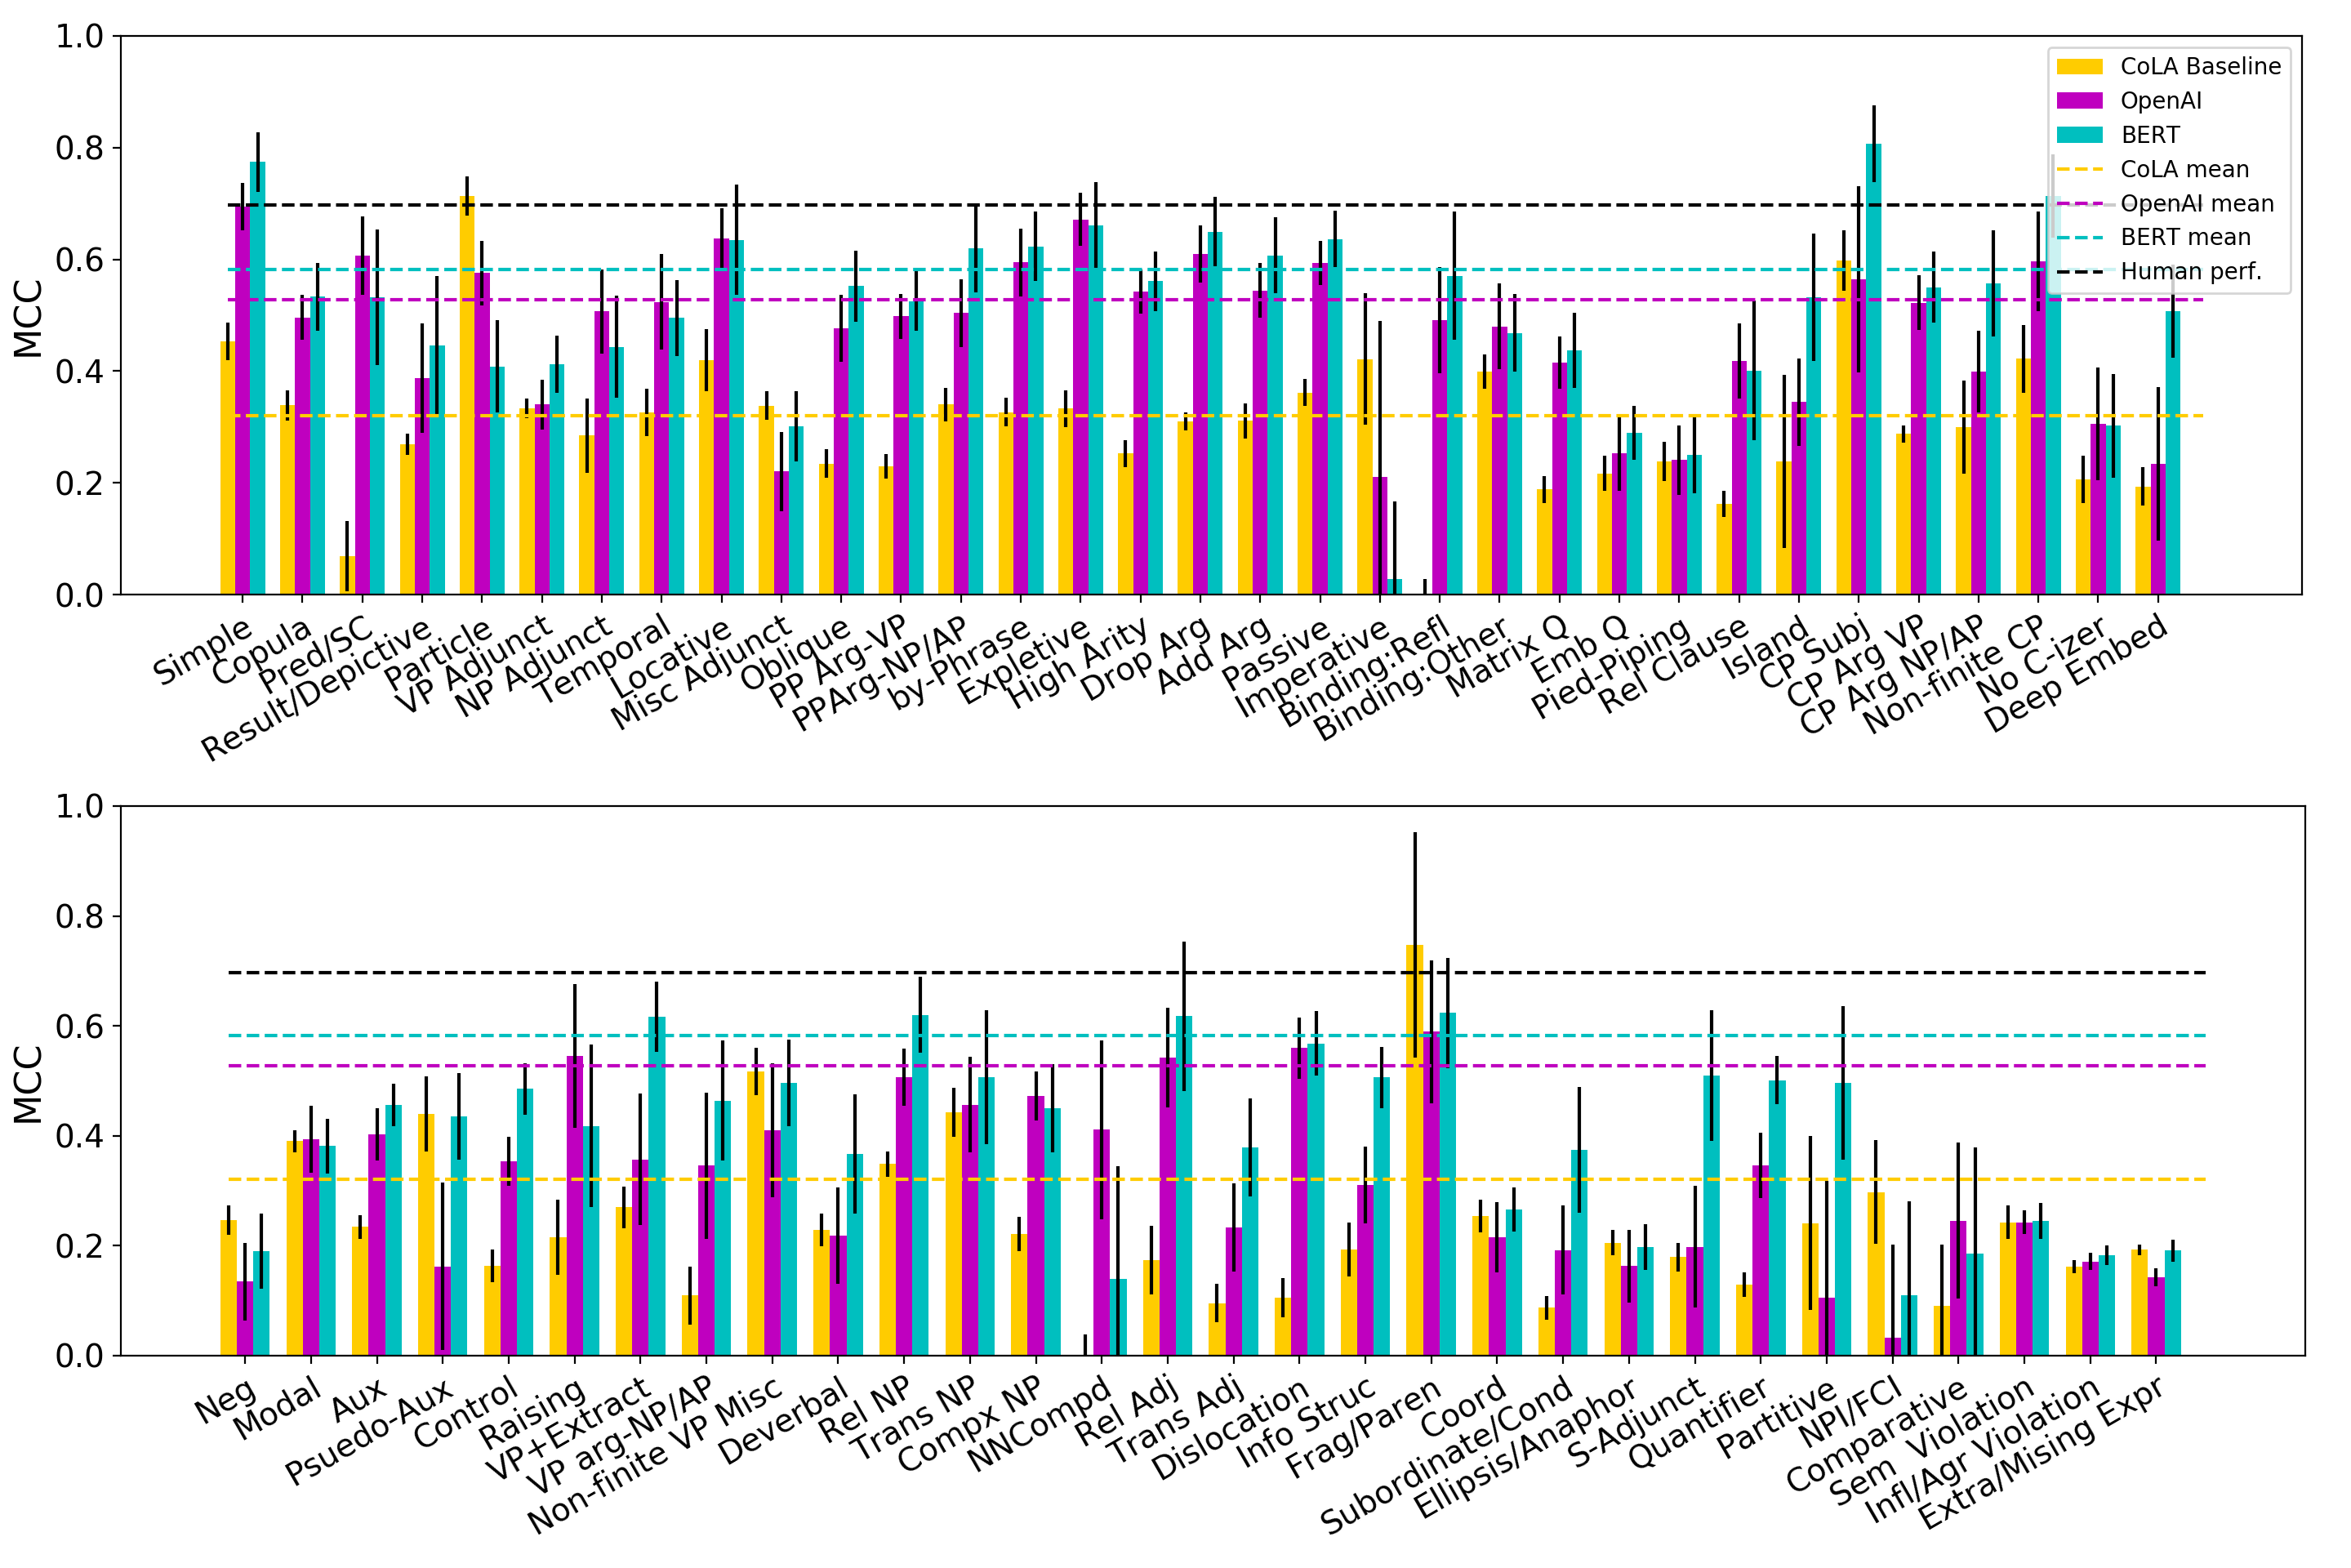 1.0
0.8
0.6
0.4
0.2
0.0
MCC
CoLA Baseline
OpenAI
BERT
CoLA mean
OpenAI mean
BERT mean
Human perf.
Simple
Copula
Pred/SC
Result/Depictive
Particle
VP Adjunct
NP Adjunct
Temporal
Locative
Misc Adjunct
Oblique
PP Arg-VP
PPArg-NP/AP
by-Phrase
Expletive
High Arity
Drop Arg
Add Arg
Passive
Imperative
Binding:Refl
Binding:Other
Matrix Q
Emb Q
Pied-Piping
Rel Clause
Island
CP Subj
CP Arg VP
CP Arg NP/AP
Non-finite CP
No C-izer
Deep Embed
1.0
0.8
0.6
0.4
0.2
0.0
MCC
Neg
Modal
Aux
Psuedo-Aux
Control
Raising
VP+Extract
VP arg-NP/AP
Non-finite VP Misc
Deverbal
Rel NP
Trans NP
Compx NP
NNCompd
Rel Adj
Trans Adj
Dislocation
Info Struc
Frag/Paren
Coord
Subordinate/Cond
Ellipsis/Anaphor
S-Adjunct
Quantifier
Partitive
NPI/FCI
Comparative
Sem Violation
Infl/Agr Violation
Extra/Mising Expr